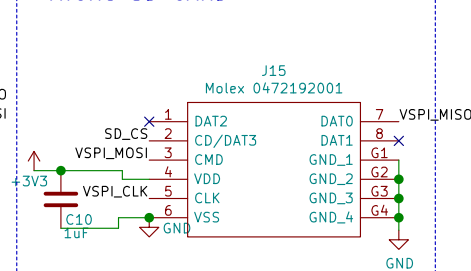 J15
Molex 0472192001
1 DAT2 DAT0 7 VSPI_MISO
SD_CS 2 CD/DAT3 DAT1 8
VSPI_MOSI 3 CMD GND_1 G1
4 VDD GND_2 G2
+3V3
VSPI_CLK 5 CLK GND_3 G3
6 VSS GND_4 G4
C10
1uF
GND
GND